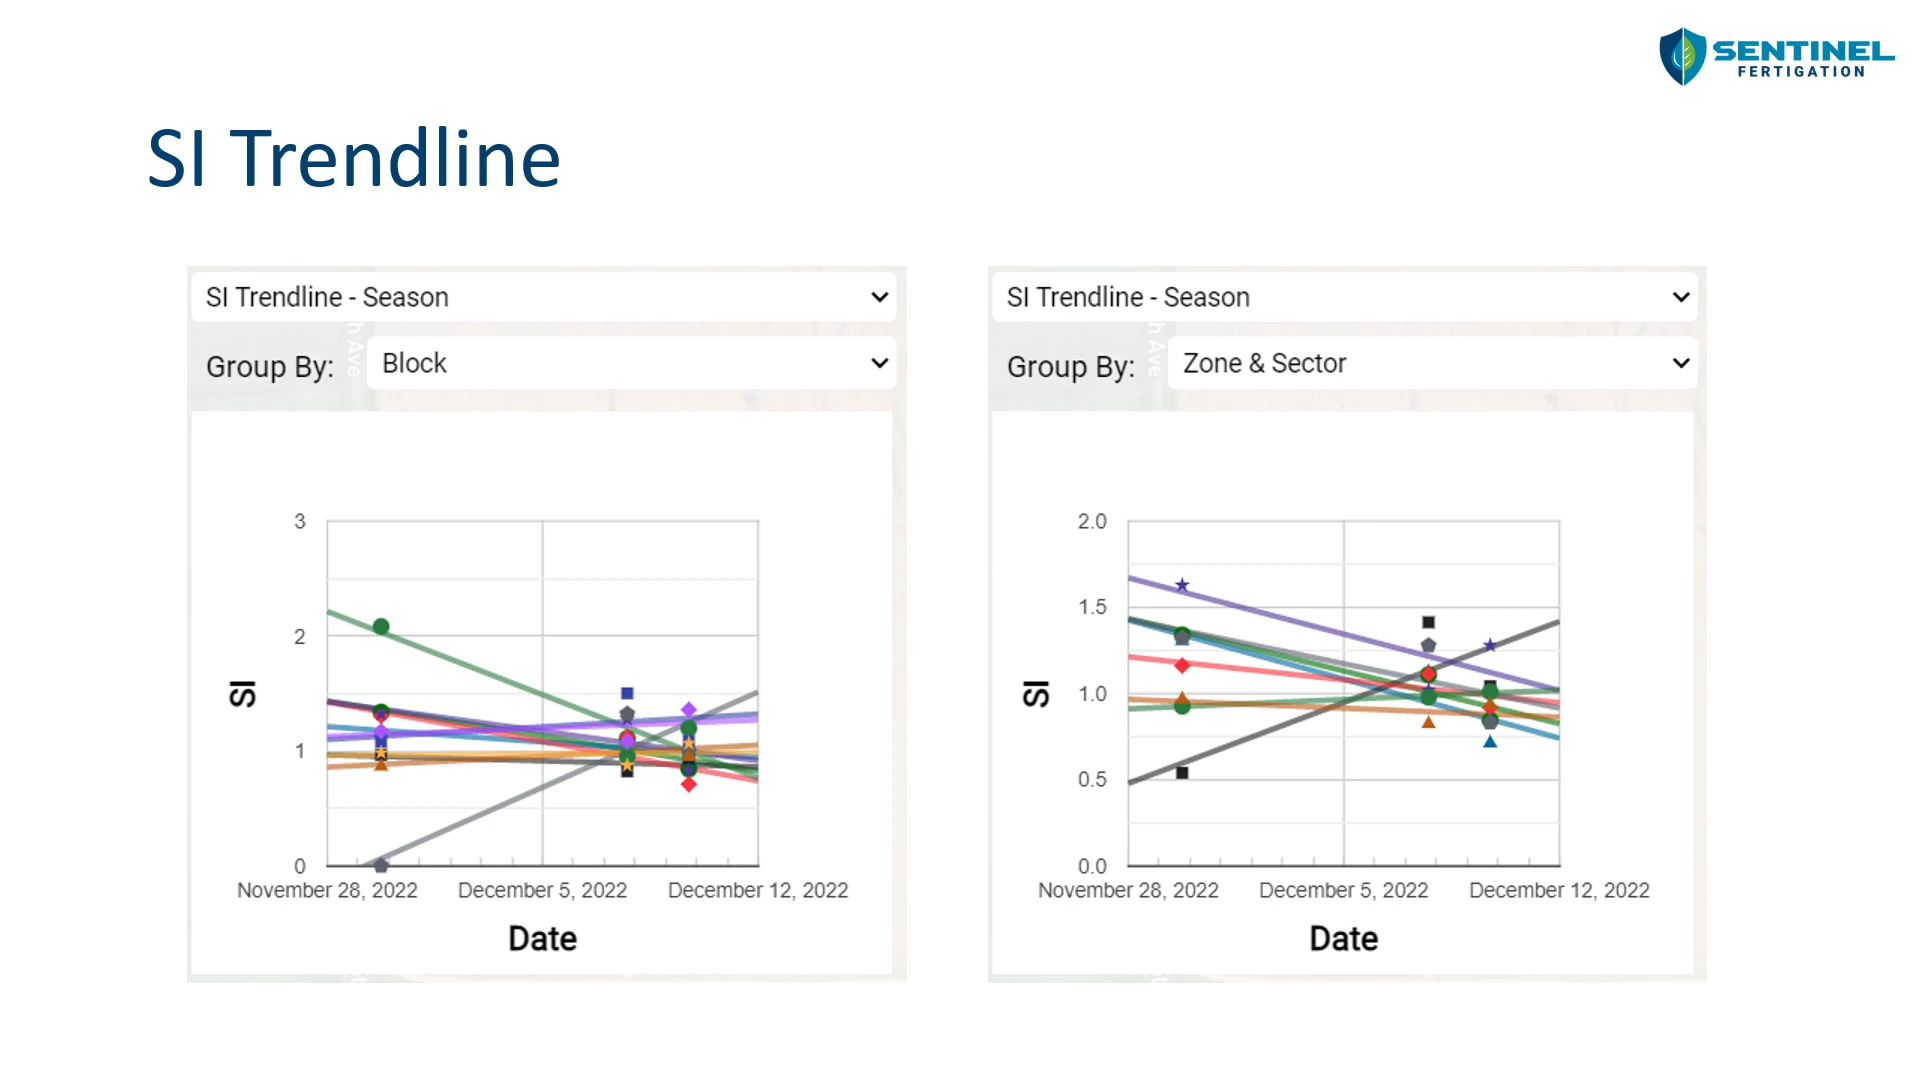 SENTINEL
FERTIGATION
SI Trendline
SI Trendline - Season
Group By:
Block
h Ave
3
2
1
0
SI
November 28, 2022
December 5, 2022
December 12, 2022
Date
SI Trendline - Season
Group By:
Zone & Sector
h Ave
2.0
1.5
1.0
0.5
0.0
SI
November 28, 2022
December 5, 2022
December 12, 2022
Date